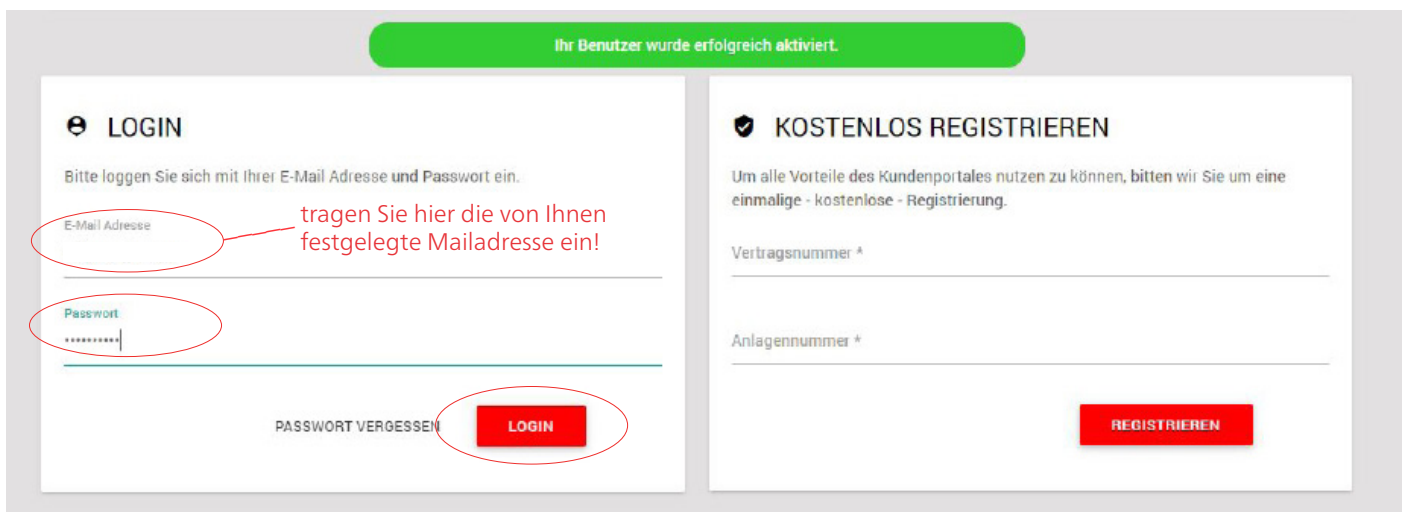 Ihr Benutzer wurde erfolgreich aktiviert.
LOGIN
Bitte loggen Sie sich mit Ihrer E-Mail Adresse und Passwort ein.
E-Mail Adresse
tragen Sie hier die von Ihnen
festgelegte Mailadresse ein!
Passwort
••••••••••
PASSWORT VERGESSEN
LOGIN
KOSTENLOS REGISTRIEREN
Um alle Vorteile des Kundenportales nutzen zu können, bitten wir Sie um eine
einmalige - kostenlose - Registrierung.
Vertragsnummer *
Anlagennummer *
REGISTRIEREN